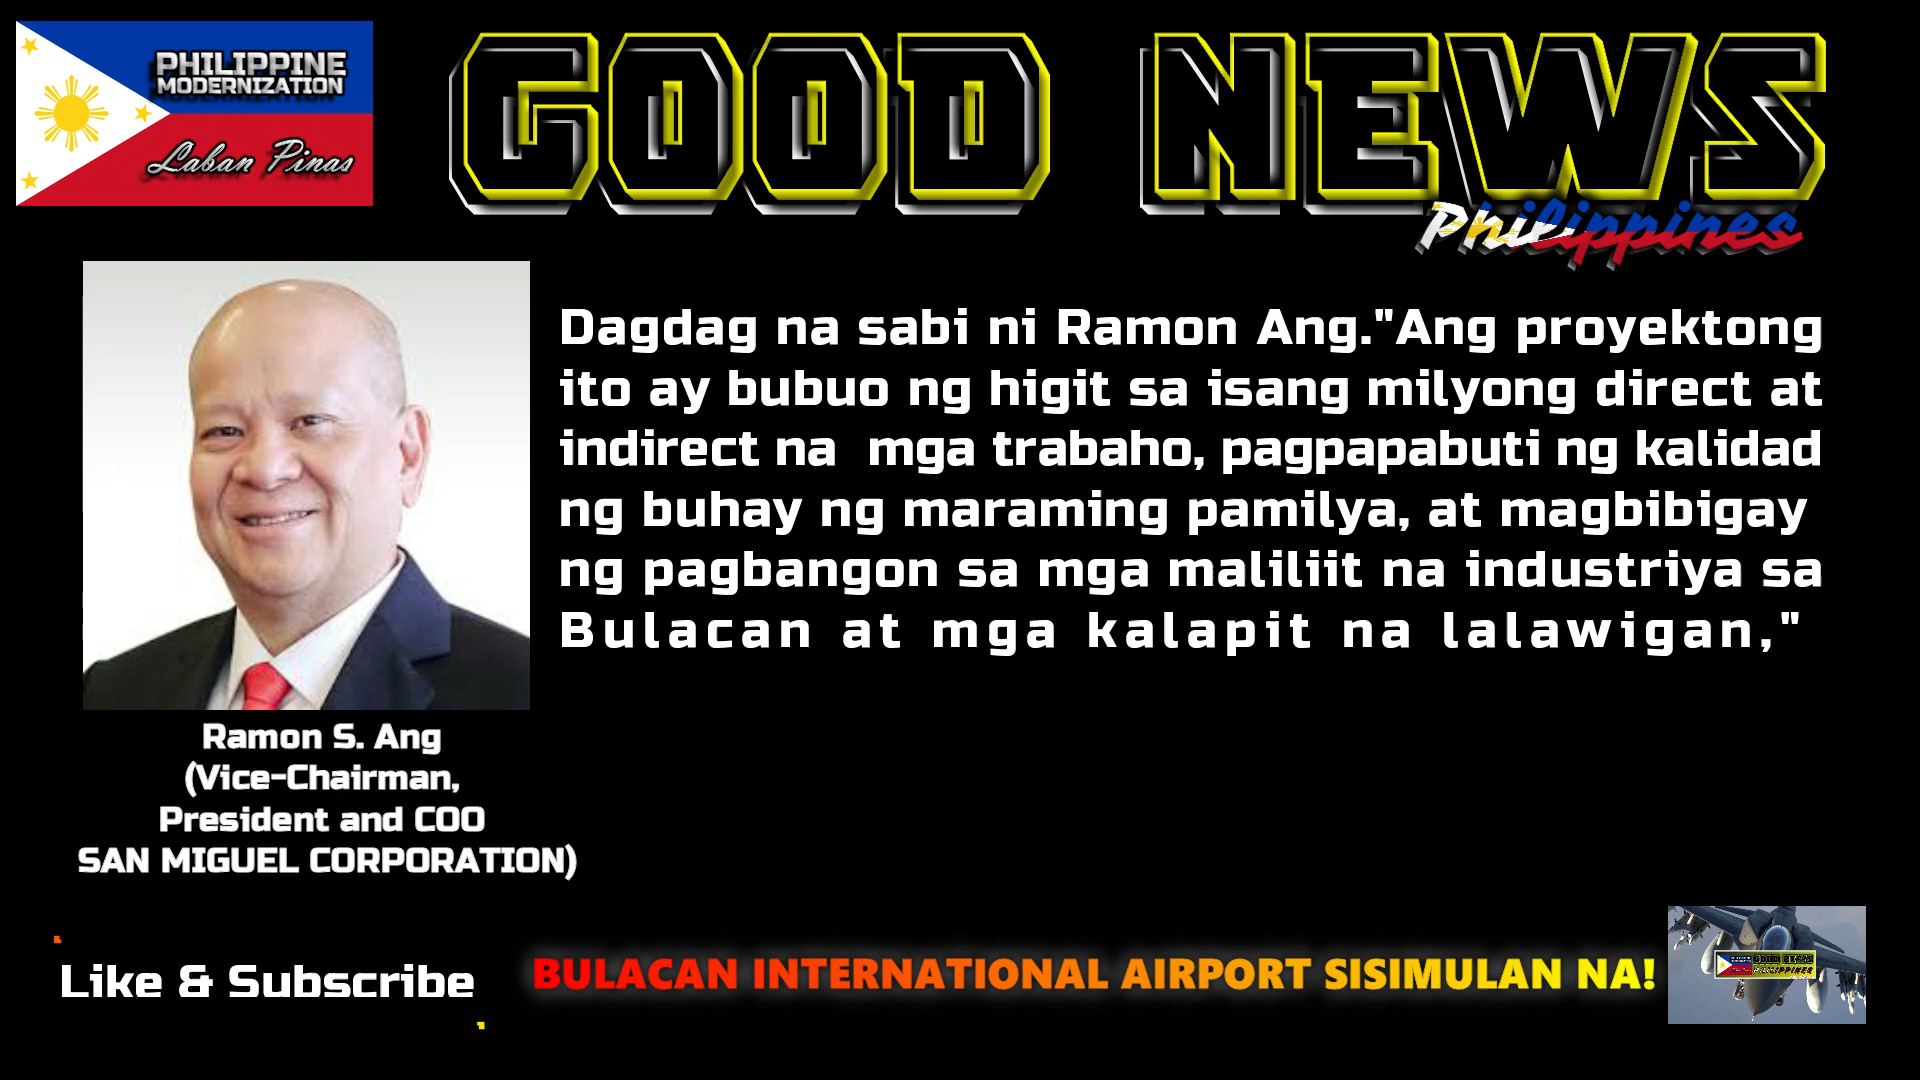 PHILIPPINE
MODERNIZATION
Laban Pinas
GOOD NEWS
Philippines
Dagdag na sabi ni Ramon Ang."Ang proyektong
ito ay bubuo ng higit sa isang milyong direct at
indirect na mga trabaho, pagpapabuti ng kalidad
ng buhay ng maraming pamilya, at magbibigay
ng pagbangon sa mga maliliit na industriya sa
Bulacan at mga kalapit na lalawigan,"
Ramon S. Ang
(Vice-Chairman,
President and COO
SAN MIGUEL CORPORATION)
Like & Subscribe
BULACAN INTERNATIONAL AIRPORT SISIMULAN NA!
GOOD NEWS
PHILIPPINES